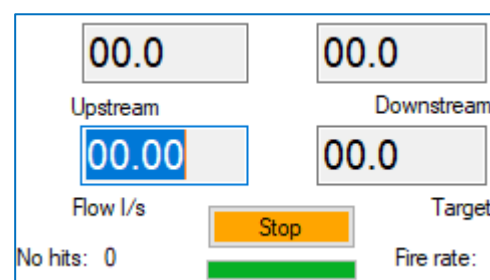 00.0 00.0
Upstream Downstream
00.00 00.0
Flow l/s Target
Stop
No hits: 0 Fire rate: